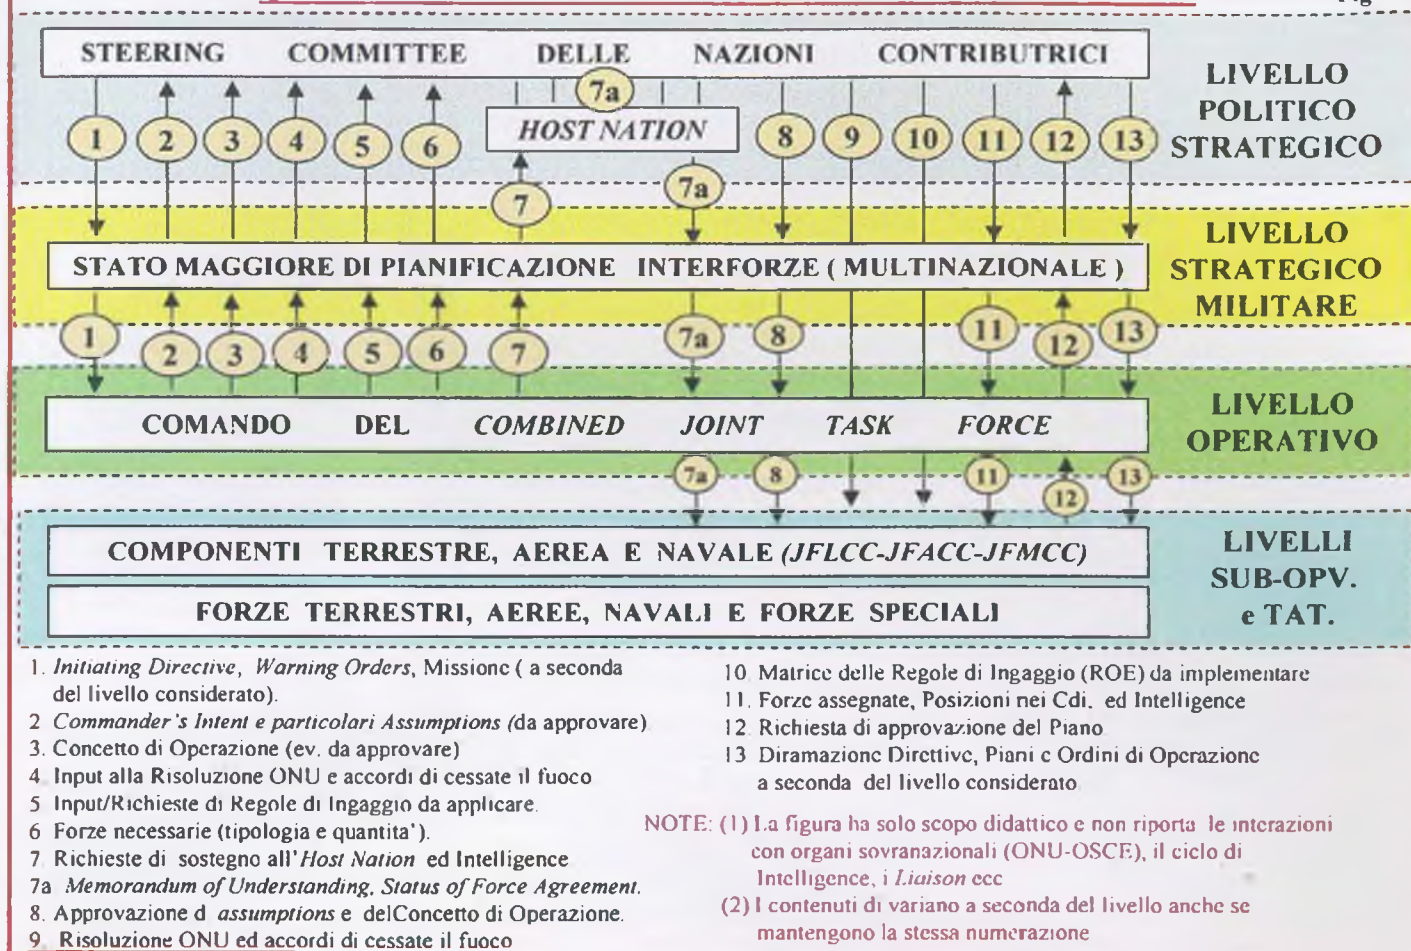 STEERING COMMITTEE DELLE NAZIONI CONTRIBUTRICI
LIVELLO
POLITICO
STRATEGICO
7a
HOST NATION
1 2 3 4 5 6 8 9 10 11 12 13
7 7a
STATO MAGGIORE DI PIANIFICAZIONE INTERFORZE ( MULTINAZIONALE )
LIVELLO
STRATEGICO
MILITARE
1 2 3 4 5 6 7 7a 8 11 12 13
COMANDO DEL COMBINED JOINT TASK FORCE
LIVELLO
OPERATIVO
7a 8 11 12 13
COMPONENTI TERRESTRE, AEREA E NAVALE (JFLCC-JFACC-JFMCC)
FORZE TERRESTRI, AEREE, NAVALI E FORZE SPECIALI
LIVELLI
SUB-OPV.
e TAT.
1. Initiating Directive, Warning Orders, Missione ( a seconda
del livello considerato).
2 Commander's Intent e particolari Assumptions (da approvare)
3. Concetto di Operazione (ev. da approvare)
4 Input alla Risoluzione ONU e accordi di cessate il fuoco
5 Input/Richieste di Regole di Ingaggio da applicare.
6 Forze necessarie (tipologia e quantita').
7 Richieste di sostegno all'Host Nation ed Intelligence
7a Memorandum of Understanding, Status of Force Agreement.
8. Approvazione d assumptions e delConcetto di Operazione.
9. Risoluzione ONU ed accordi di cessate il fuoco
10. Matrice delle Regole di Ingaggio (ROE) da implementare
11. Forze assegnate, Posizioni nei Cdi. ed Intelligence
12 Richiesta di approvazione del Piano
13 Diramazione Direttive, Piani e Ordini di Operazione
a seconda del livello considerato
NOTE: (1) La figura ha solo scopo didattico e non riporta le interazioni
con organi sovranazionali (ONU-OSCE), il ciclo di
Intelligence, i Liaison ecc
(2) I contenuti di variano a seconda del livello anche se
mantengono la stessa numerazione